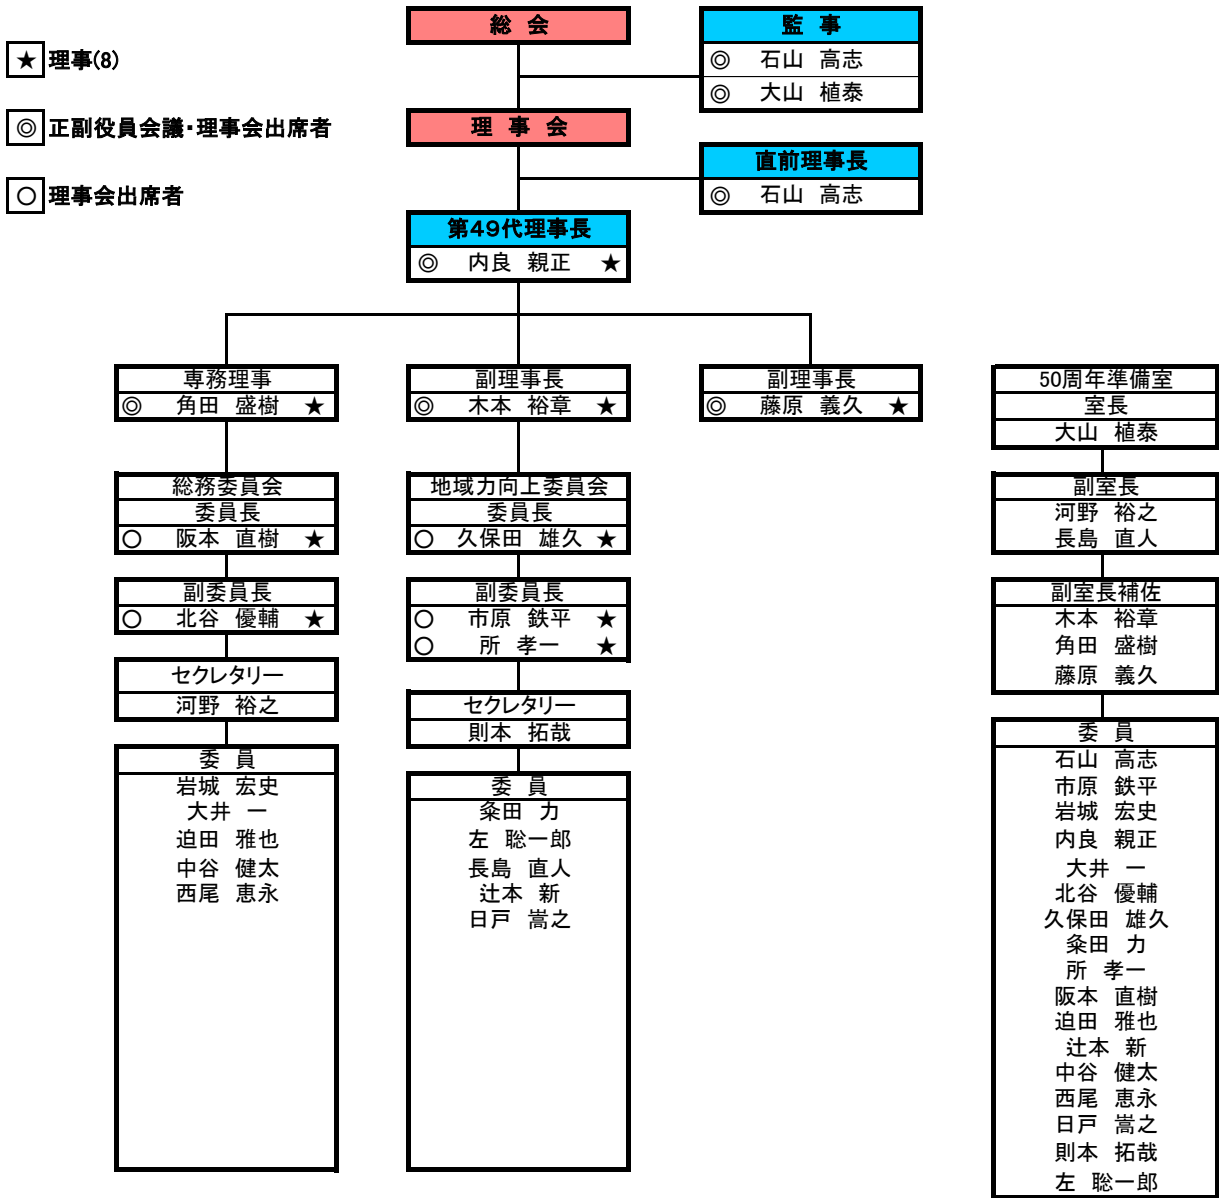 総 会
監 事
◎ 石山 高志
◎ 大山 植泰
★ 理事(8)
◎ 正副役員会議・理事会出席者
○ 理事会出席者
理 事 会
直前理事長
◎ 石山 高志
第49代理事長
◎ 内良 親正 ★
専務理事
◎ 角田 盛樹 ★
総務委員会
委員長
○ 阪本 直樹 ★
副委員長
○ 北谷 優輔 ★
セクレタリー
河野 裕之
委 員
岩城 宏史
大井 一
迫田 雅也
中谷 健太
西尾 恵永
副理事長
◎ 木本 裕章 ★
地域力向上委員会
委員長
○ 久保田 雄久 ★
副委員長
○ 市原 鉄平 ★
○ 所 孝一 ★
セクレタリー
則本 拓哉
委 員
粂田 力
左 聡一郎
長島 直人
辻本 新
日戸 嵩之
副理事長
◎ 藤原 義久 ★
50周年準備室
室長
大山 植泰
副室長
河野 裕之
長島 直人
副室長補佐
木本 裕章
角田 盛樹
藤原 義久
委 員
石山 高志
市原 鉄平
岩城 宏史
内良 親正
大井 一
北谷 優輔
久保田 雄久
粂田 力
所 孝一
阪本 直樹
迫田 雅也
辻本 新
中谷 健太
西尾 恵永
日戸 嵩之
則本 拓哉
左 聡一郎